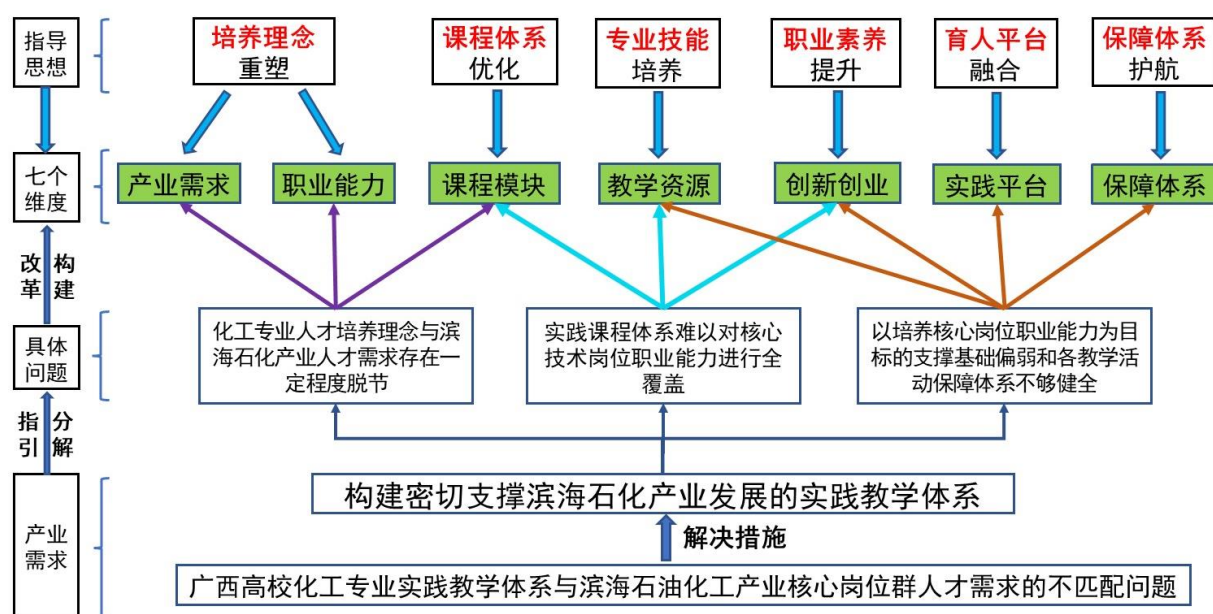 指导
思想
培养理念
重塑
课程体系
优化
专业技能
培养
职业素养
提升
育人平台
融合
保障体系
护航
七个
维度
产业需求
职业能力
课程模块
教学资源
创新创业
实践平台
保障体系
改革
构建
具体
问题
化工专业人才培养理念与滨
海石化产业人才需求存在一
定程度脱节
实践课程体系难以对核心
技术岗位职业能力进行全
覆盖
以培养核心岗位职业能力为目
标的支撑基础偏弱和各教学活
动保障体系不够健全
指引
分解
产业
需求
构建密切支撑滨海石化产业发展的实践教学体系
解决措施
广西高校化工专业实践教学体系与滨海石油化工产业核心岗位群人才需求的不匹配问题